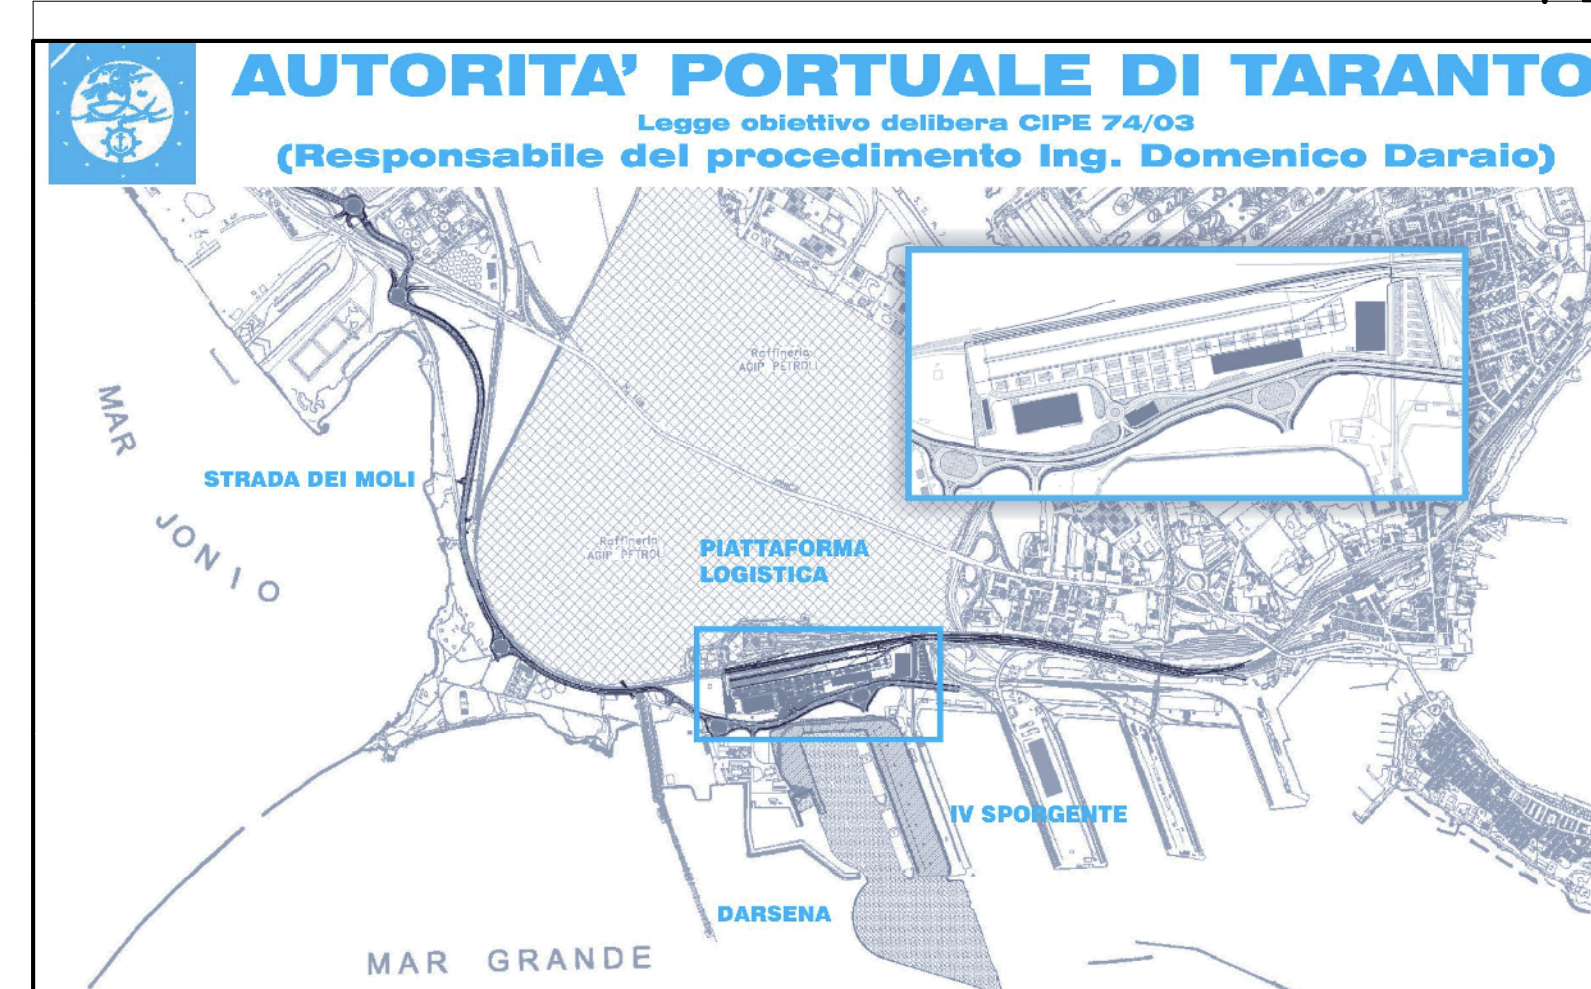 AUTORITA' PORTUALE DI TARANTO
Legge obiettivo delibera CIPE 74/03
(Responsabile del procedimento Ing. Domenico Daraio)
Raffineria
AGIP PETROLI
MAR
JONIO
STRADA DEI MOLI
Raffineria
AGIP PETROLI
PIATTAFORMA
LOGISTICA
IV SPORGENTE
DARSENA
MAR GRANDE